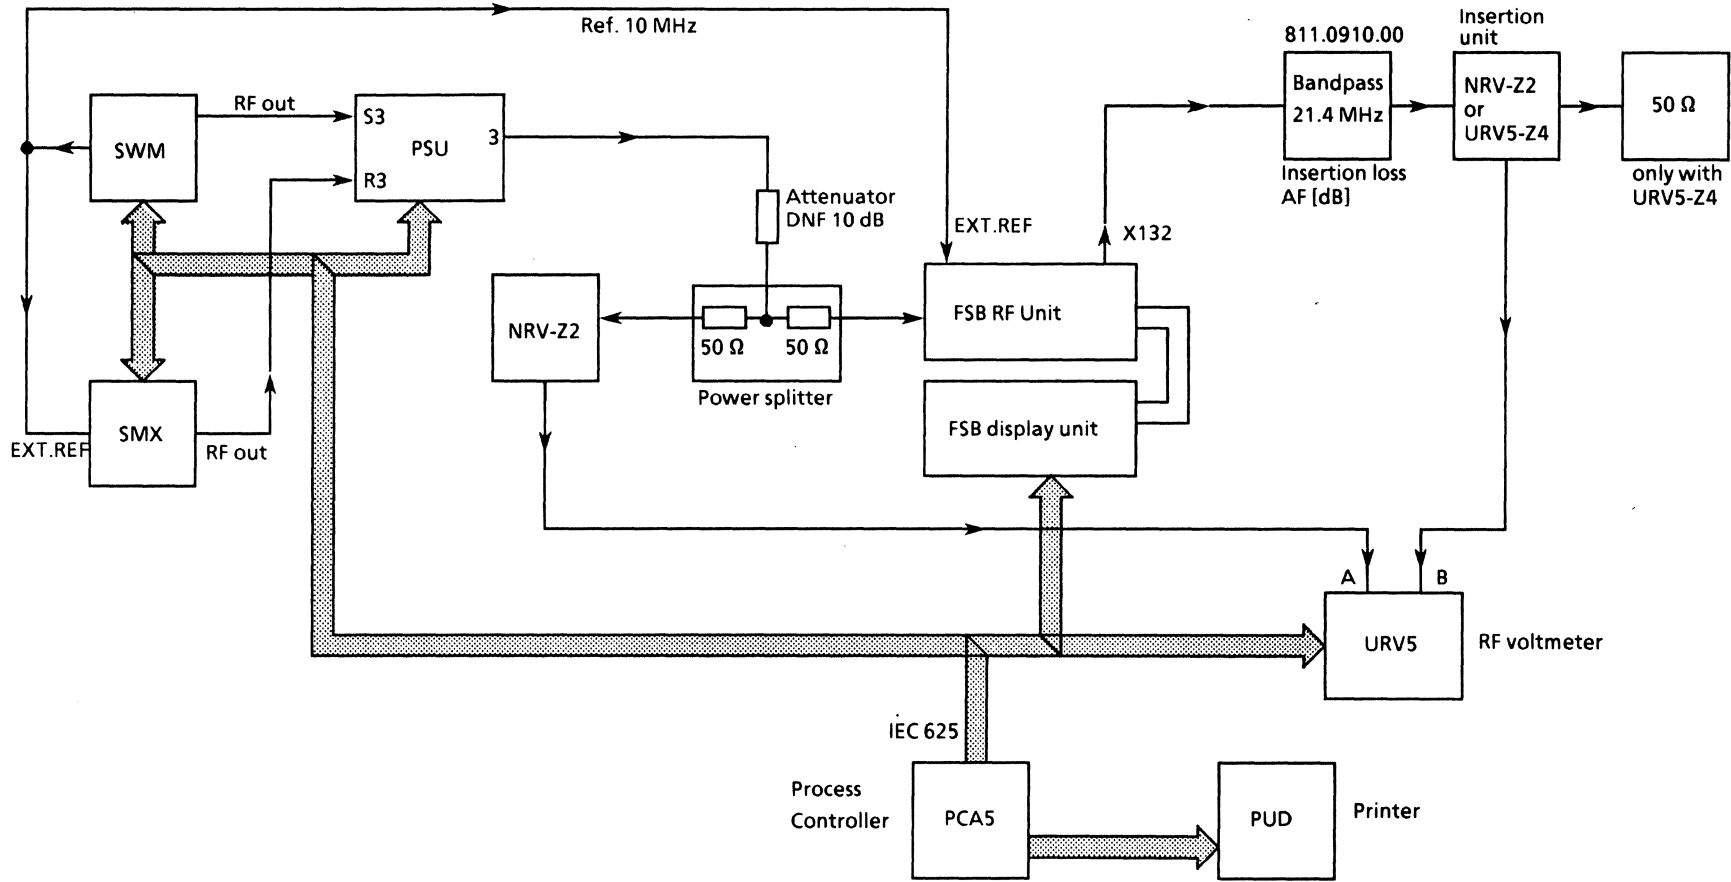 Ref. 10 MHz
Insertion
unit
811.0910.00
Bandpass
21.4 MHz
NRV-Z2
or
URV5-Z4
50 Ω
RF out
S3
3
SWM
PSU
R3
Insertion loss
AF [dB]
only with
URV5-Z4
Attenuator
DNF 10 dB
EXT.REF
X132
NRV-Z2
50 Ω
50 Ω
FSB RF Unit
Power splitter
FSB display unit
SMX
EXT.REF
RF out
A
B
URV5
RF voltmeter
IEC 625
Process
Controller
PCA5
PUD
Printer